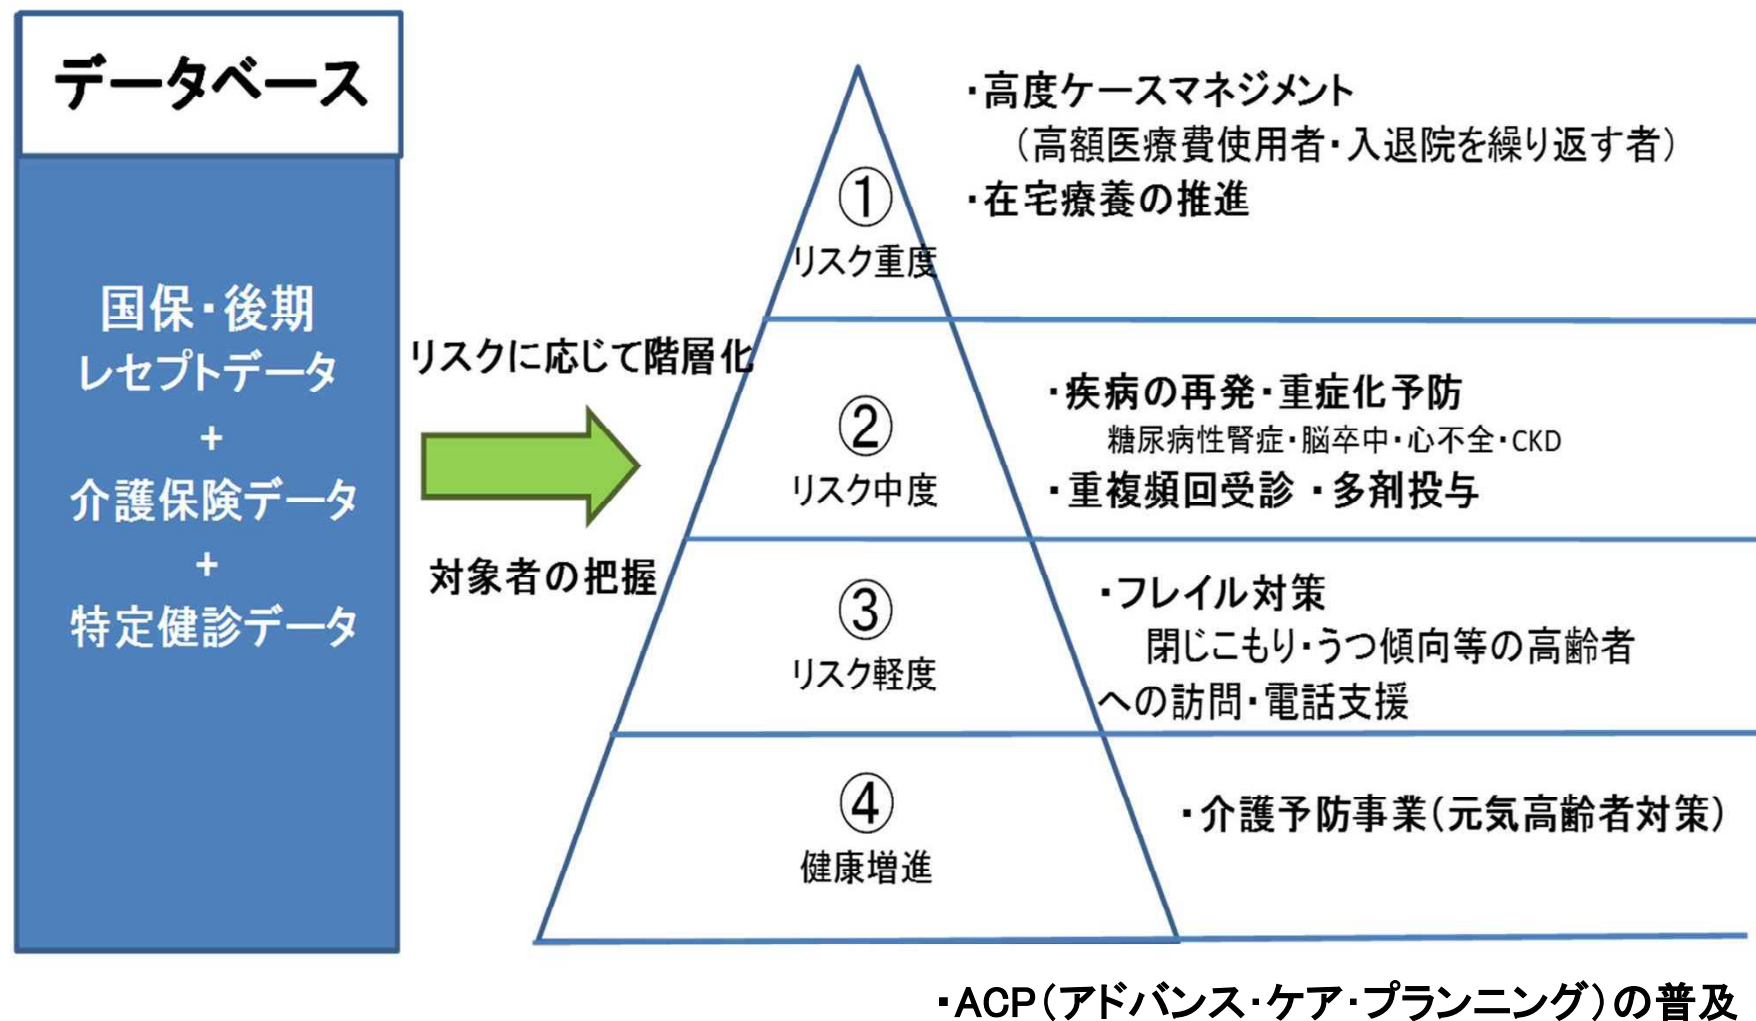 データベース
国保・後期
レセプトデータ
+
介護保険データ
+
特定健診データ
リスクに応じて階層化
対象者の把握
①
リスク重度
・高度ケースマネジメント
（高額医療費使用者・入退院を繰り返す者）
・在宅療養の推進
②
リスク中度
・疾病の再発・重症化予防
糖尿病性腎症・脳卒中・心不全・CKD
・重複頻回受診 ・多剤投与
③
リスク軽度
・フレイル対策
閉じこもり・うつ傾向等の高齢者
への訪問・電話支援
④
健康増進
・介護予防事業（元気高齢者対策）
・ACP（アドバンス・ケア・プランニング）の普及